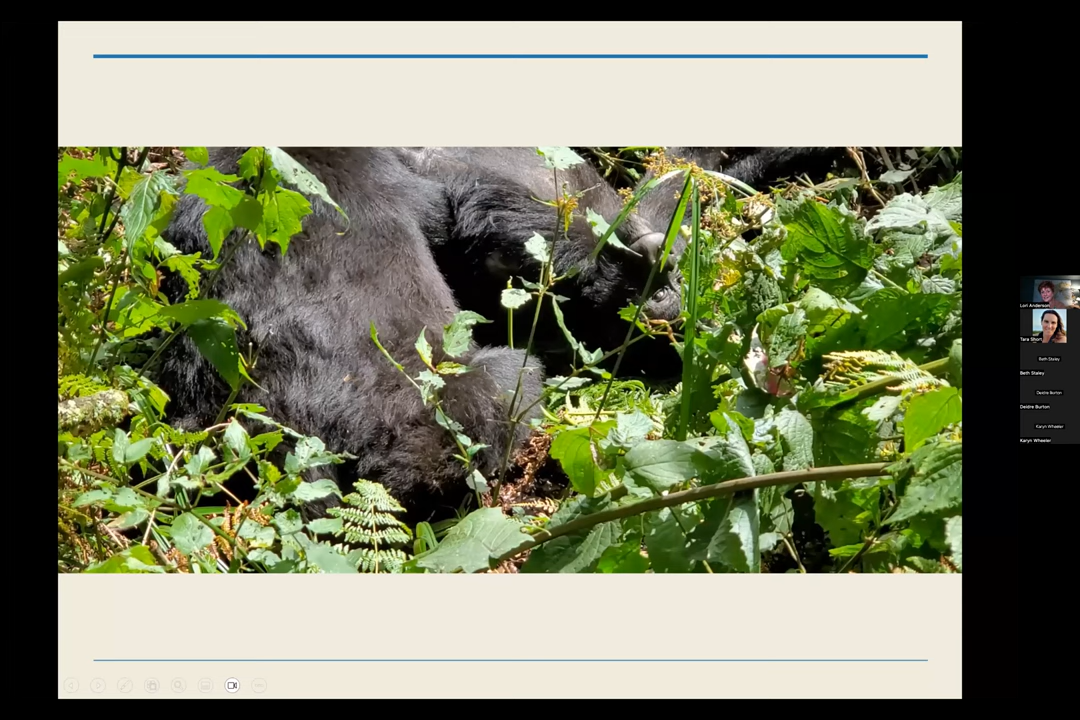 Lori Anderson
Tara Short
Beth Staley
Beth Staley
Deidre Burton
Deidre Burton
Karyn Wheeler
Karyn Wheeler